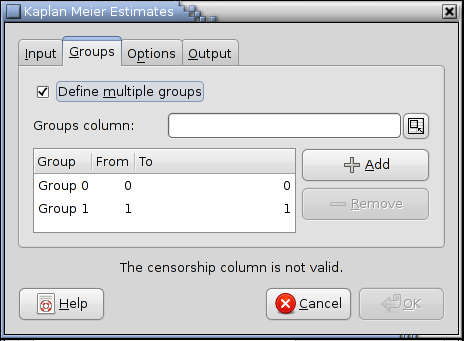 Kaplan Meier Estimates
Input Groups Options Output
Define multiple groups
Groups column:
Group From To
Group 0 0 0
Group 1 1 1
Add
Remove
The censorship column is not valid.
Help Cancel OK